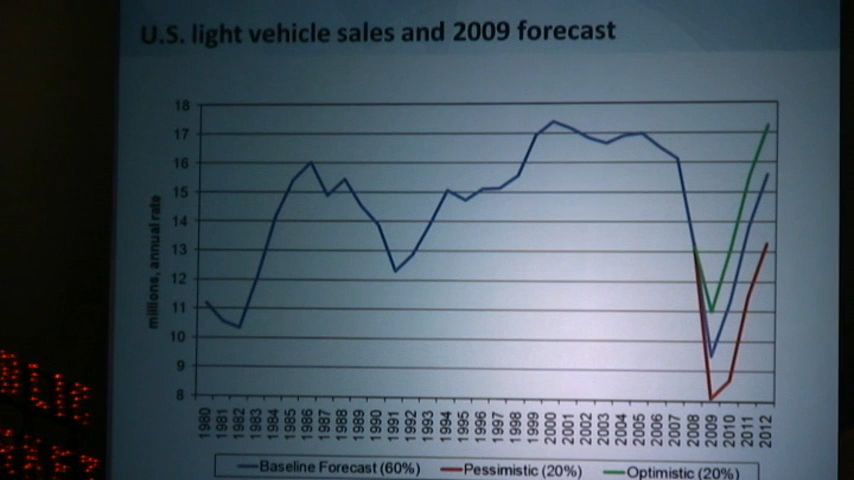 U.S. light vehicle sales and 2009 forecast
millions, annual rate
18
17
16
15
14
13
12
11
10
9
8
1980 1981 1982 1983 1984 1985 1986 1987 1988 1989 1990 1991 1992 1993 1994 1995 1996 1997 1998 1999 2000 2001 2002 2003 2004 2005 2006 2007 2008 2009 2010 2011 2012
Baseline Forecast (60%) Pessimistic (20%) Optimistic (20%)